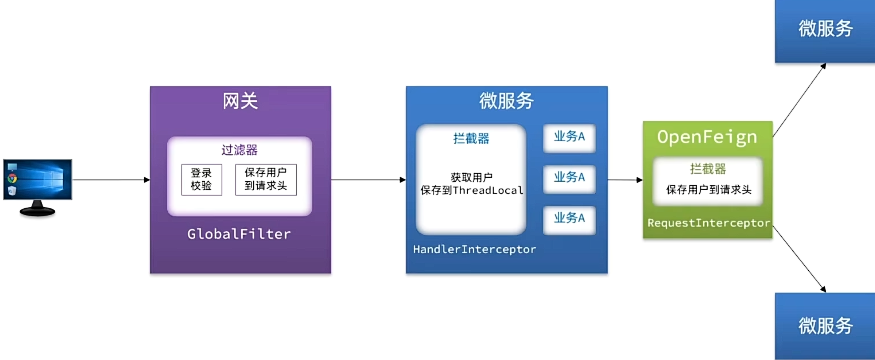 网关
过滤器
登录
校验
保存用户
到请求头
GlobalFilter
微服务
拦截器
获取用户
保存到ThreadLocal
HandlerInterceptor
业务A
业务A
业务A
OpenFeign
拦截器
保存用户到请求头
RequestInterceptor
微服务
微服务